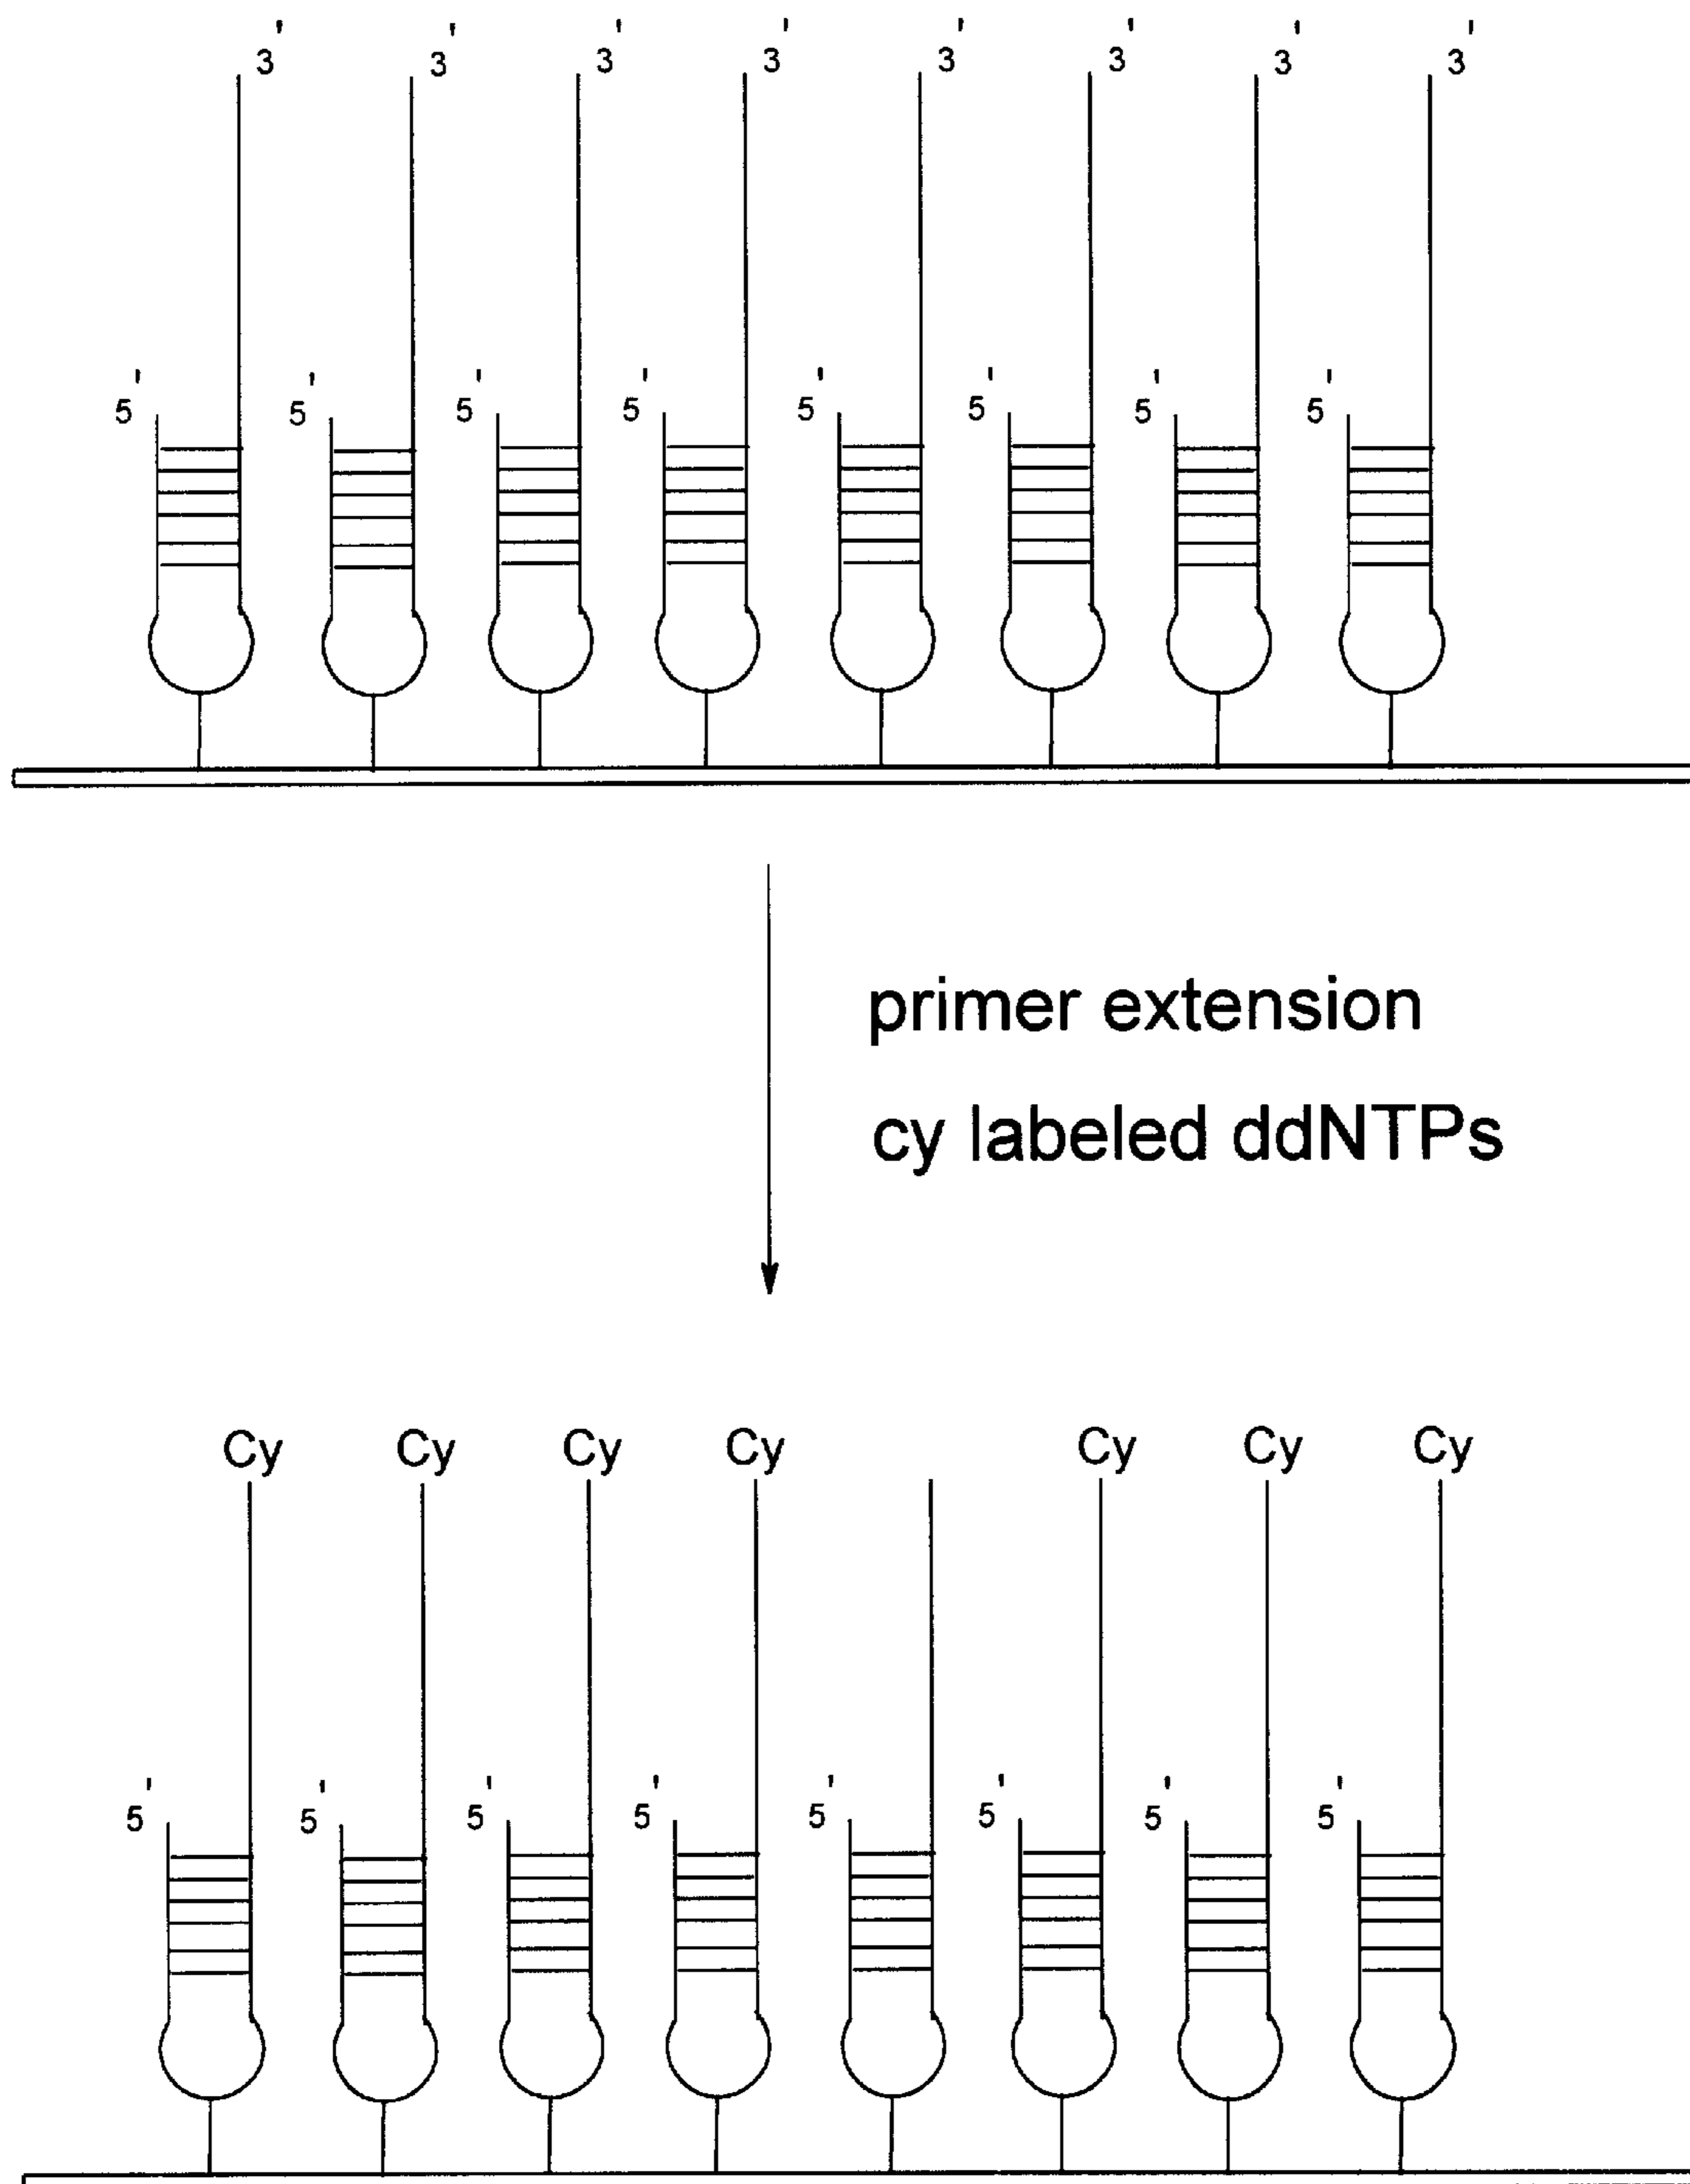 3' 3' 3' 3' 3' 3' 3' 3'
5' 5' 5' 5' 5' 5' 5' 5'
primer extension
cy labeled ddNTPs
Cy Cy Cy Cy Cy Cy Cy
5' 5' 5' 5' 5' 5' 5' 5'